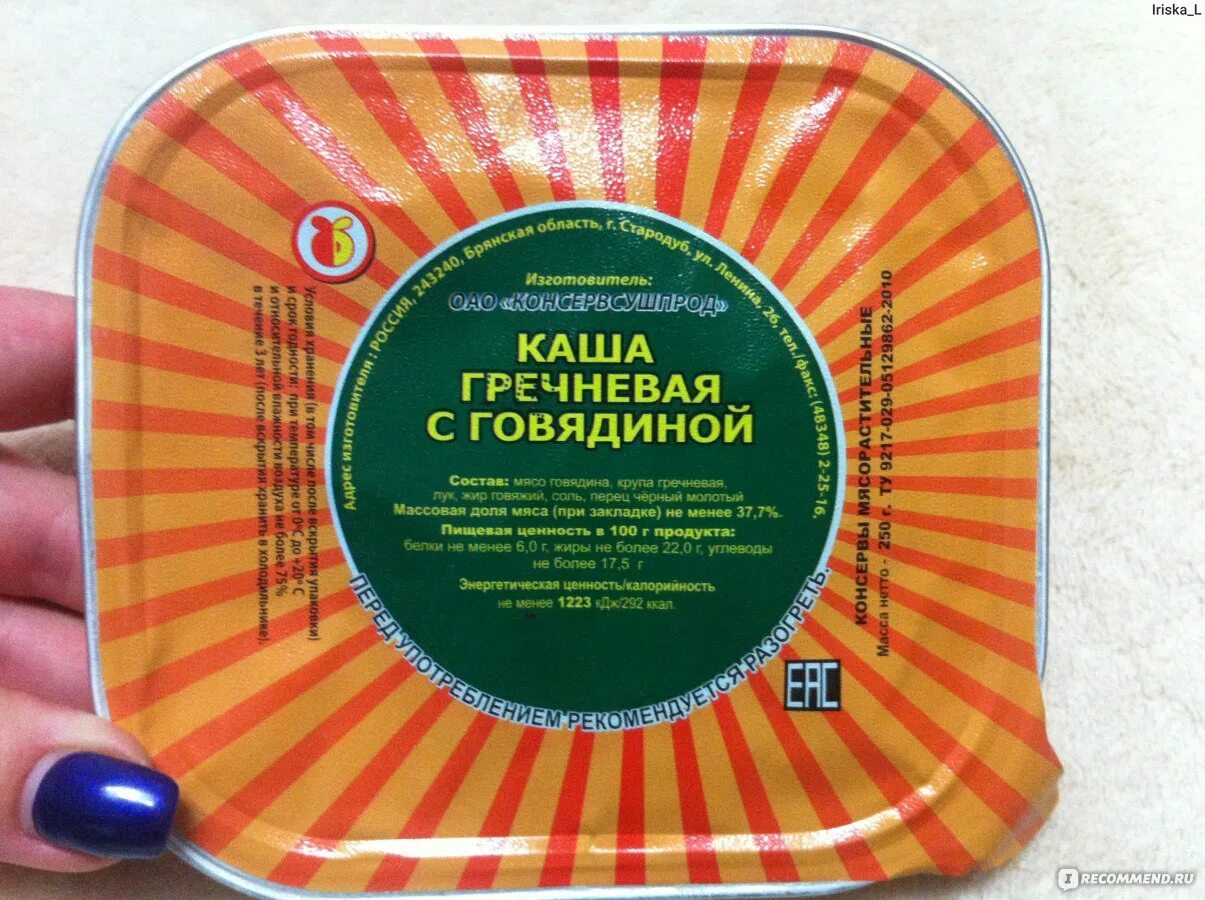 Iriska_L
Адрес изготовителя: РОССИЯ, 243240, Брянская область, г. Стародуб, ул. Ленина, 26, тел./факс: (48348) 2-25-16.
Изготовитель:
ОАО «КОНСЕРВСУШПРОД»
КАША
ГРЕЧНЕВАЯ
С ГОВЯДИНОЙ
Состав: мясо говядина, крупа гречневая,
лук, жир говяжий, соль, перец чёрный молотый
Массовая доля мяса (при закладке) не менее 37,7%.
Пищевая ценность в 100 г продукта:
белки не менее 6,0 г, жиры не более 22,0 г, углеводы
не более 17,5 г
Энергетическая ценность/калорийность
не менее 1223 кДж/292 ккал.
ПЕРЕД УПОТРЕБЛЕНИЕМ РЕКОМЕНДУЕТСЯ РАЗОГРЕТЬ.
Условия хранения (в том числе после вскрытия упаковки)
и срок годности: при температуре от 0°С до +20°С
и относительной влажности воздуха не более 75%
в течение 3 лет (после вскрытия хранить в холодильнике).
КОНСЕРВЫ МЯСОРАСТИТЕЛЬНЫЕ
Масса нетто - 250 г. ТУ 9217-029-05129862-2010
EAC
IRECOMMEND.RU